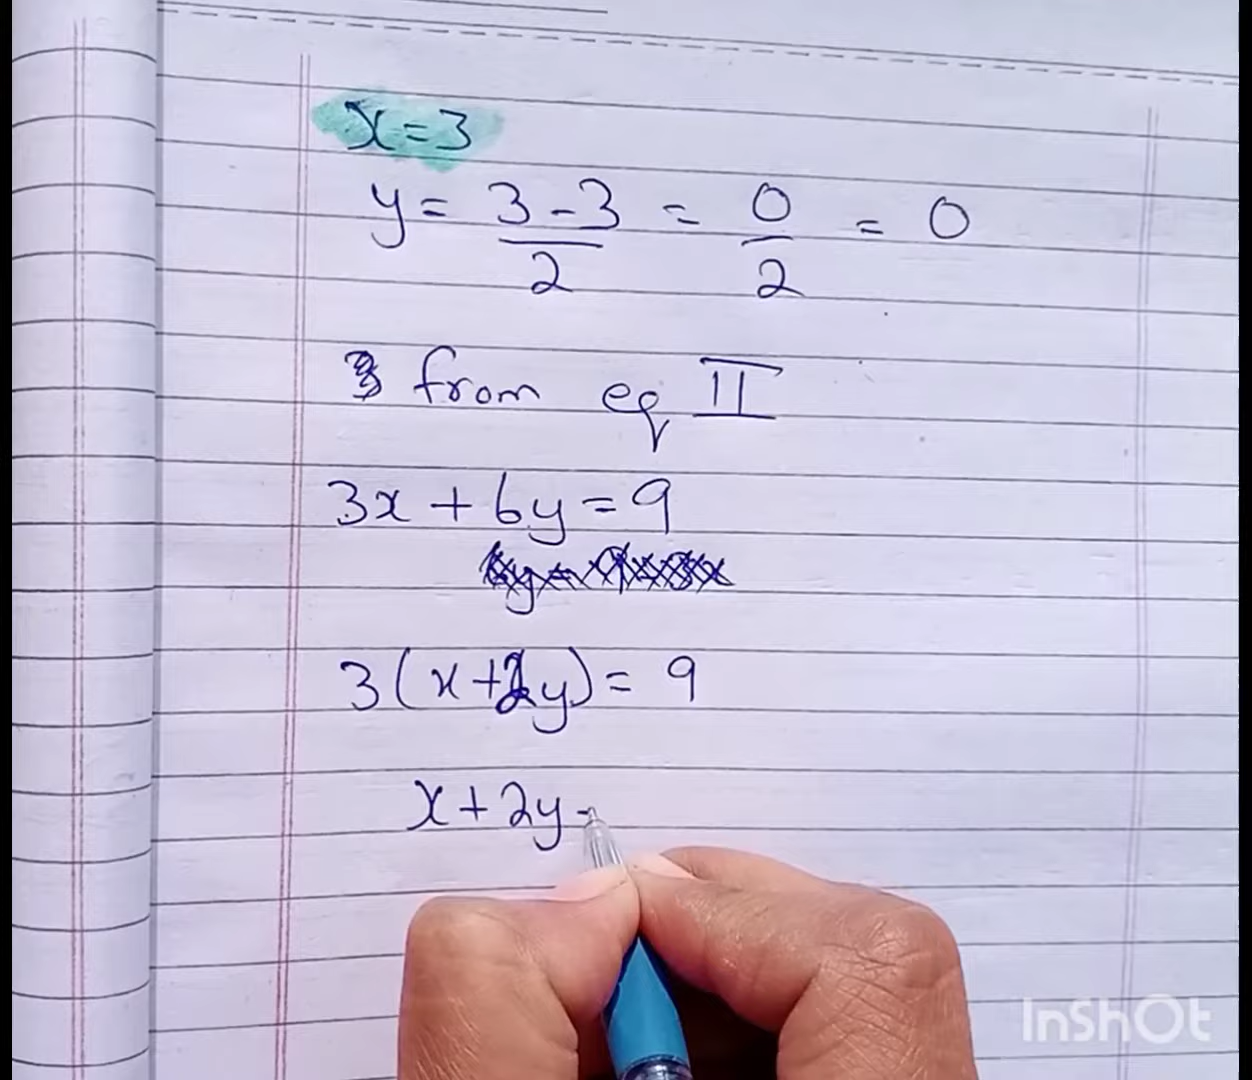 x=3
y= 3-3/2 = 0/2 = 0
from eq II
3x + 6y = 9
3(x+2y) = 9
x + 2y -
InShOt